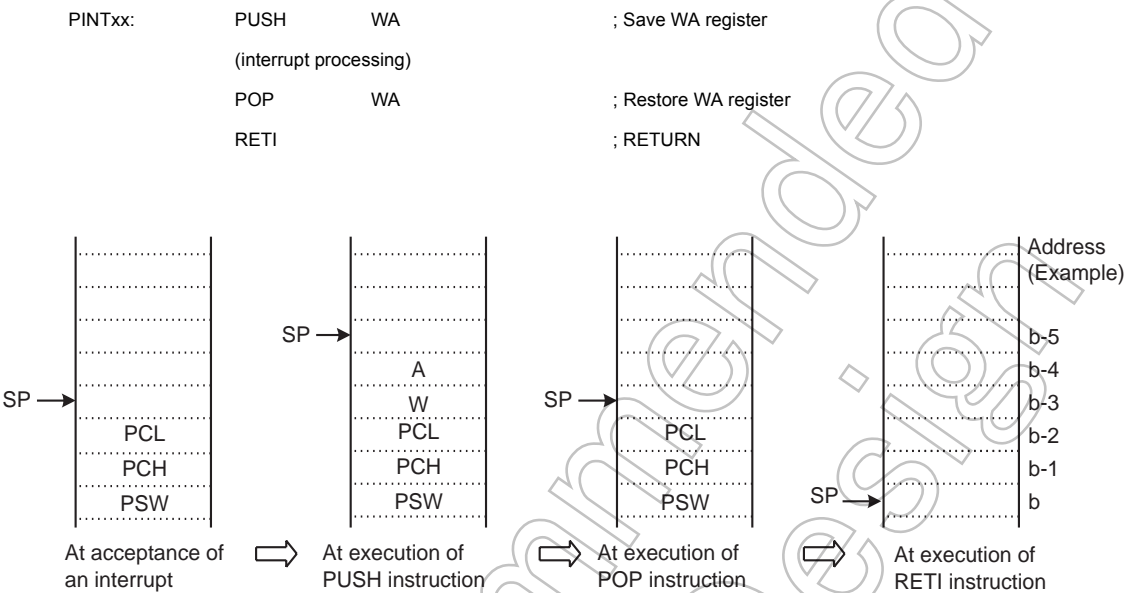 PINTxx: PUSH WA ; Save WA register
(interrupt processing)
POP WA ; Restore WA register
RETI ; RETURN
Address
(Example)
SP b-5
A b-4
SP W SP b-3
PCL PCL PCL b-2
PCH PCH PCH b-1
PSW PSW PSW SP b
At acceptance of
an interrupt
At execution of
PUSH instruction
At execution of
POP instruction
At execution of
RETI instruction